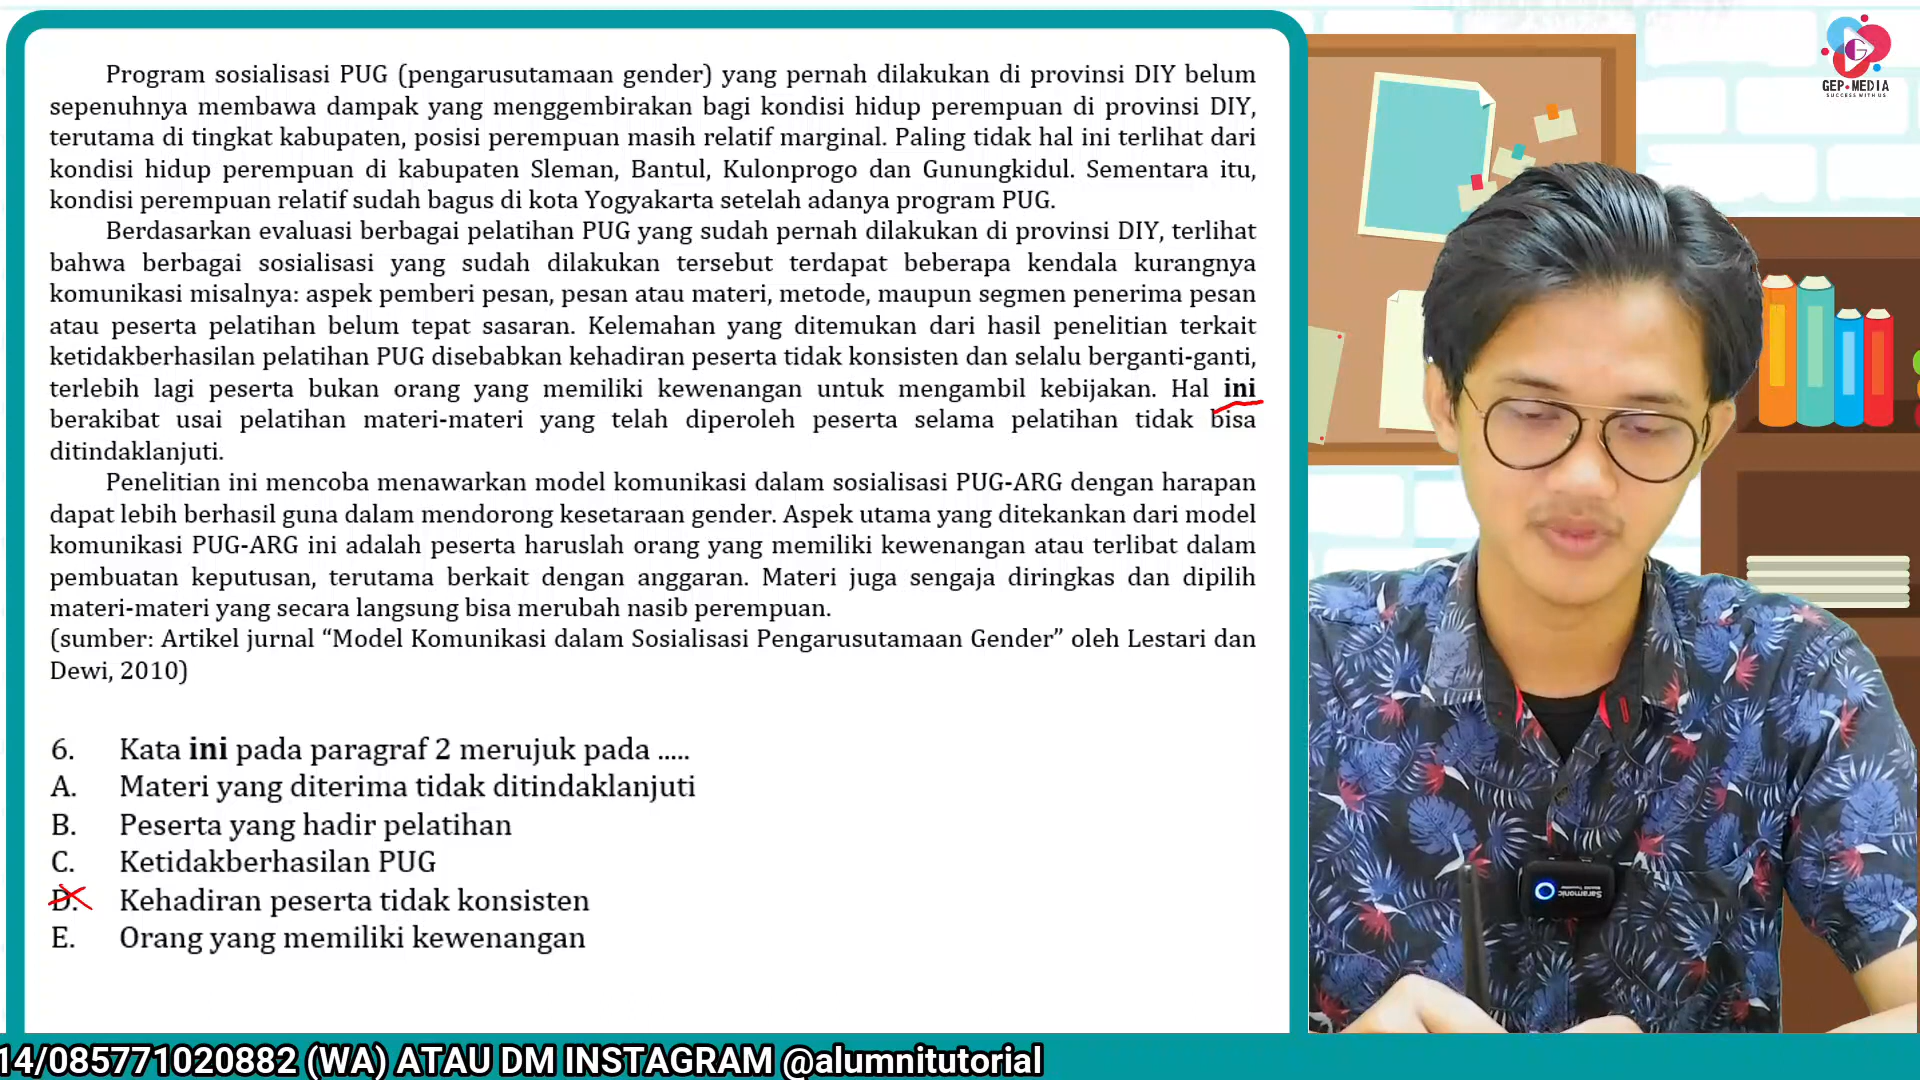 Program sosialisasi PUG (pengarusutamaan gender) yang pernah dilakukan di provinsi DIY belum
sepenuhnya membawa dampak yang menggembirakan bagi kondisi hidup perempuan di provinsi DIY,
terutama di tingkat kabupaten, posisi perempuan masih relatif marginal. Paling tidak hal ini terlihat dari
kondisi hidup perempuan di kabupaten Sleman, Bantul, Kulonprogo dan Gunungkidul. Sementara itu,
kondisi perempuan relatif sudah bagus di kota Yogyakarta setelah adanya program PUG.
Berdasarkan evaluasi berbagai pelatihan PUG yang sudah pernah dilakukan di provinsi DIY, terlihat
bahwa berbagai sosialisasi yang sudah dilakukan tersebut terdapat beberapa kendala kurangnya
komunikasi misalnya: aspek pemberi pesan, pesan atau materi, metode, maupun segmen penerima pesan
atau peserta pelatihan belum tepat sasaran. Kelemahan yang ditemukan dari hasil penelitian terkait
ketidakberhasilan pelatihan PUG disebabkan kehadiran peserta tidak konsisten dan selalu berganti-ganti,
terlebih lagi peserta bukan orang yang memiliki kewenangan untuk mengambil kebijakan. Hal ini
berakibat usai pelatihan materi-materi yang telah diperoleh peserta selama pelatihan tidak bisa
ditindaklanjuti.
Penelitian ini mencoba menawarkan model komunikasi dalam sosialisasi PUG-ARG dengan harapan
dapat lebih berhasil guna dalam mendorong kesetaraan gender. Aspek utama yang ditekankan dari model
komunikasi PUG-ARG ini adalah peserta haruslah orang yang memiliki kewenangan atau terlibat dalam
pembuatan keputusan, terutama berkait dengan anggaran. Materi juga sengaja diringkas dan dipilih
materi-materi yang secara langsung bisa merubah nasib perempuan.
(sumber: Artikel jurnal “Model Komunikasi dalam Sosialisasi Pengarusutamaan Gender” oleh Lestari dan
Dewi, 2010)
6. Kata ini pada paragraf 2 merujuk pada .....
A. Materi yang diterima tidak ditindaklanjuti
B. Peserta yang hadir pelatihan
C. Ketidakberhasilan PUG
D. Kehadiran peserta tidak konsisten
E. Orang yang memiliki kewenangan
14/085771020882 (WA) ATAU DM INSTAGRAM @alumnitutorial
G
GEP MEDIA
SUCCESS WITH US
Saramonic